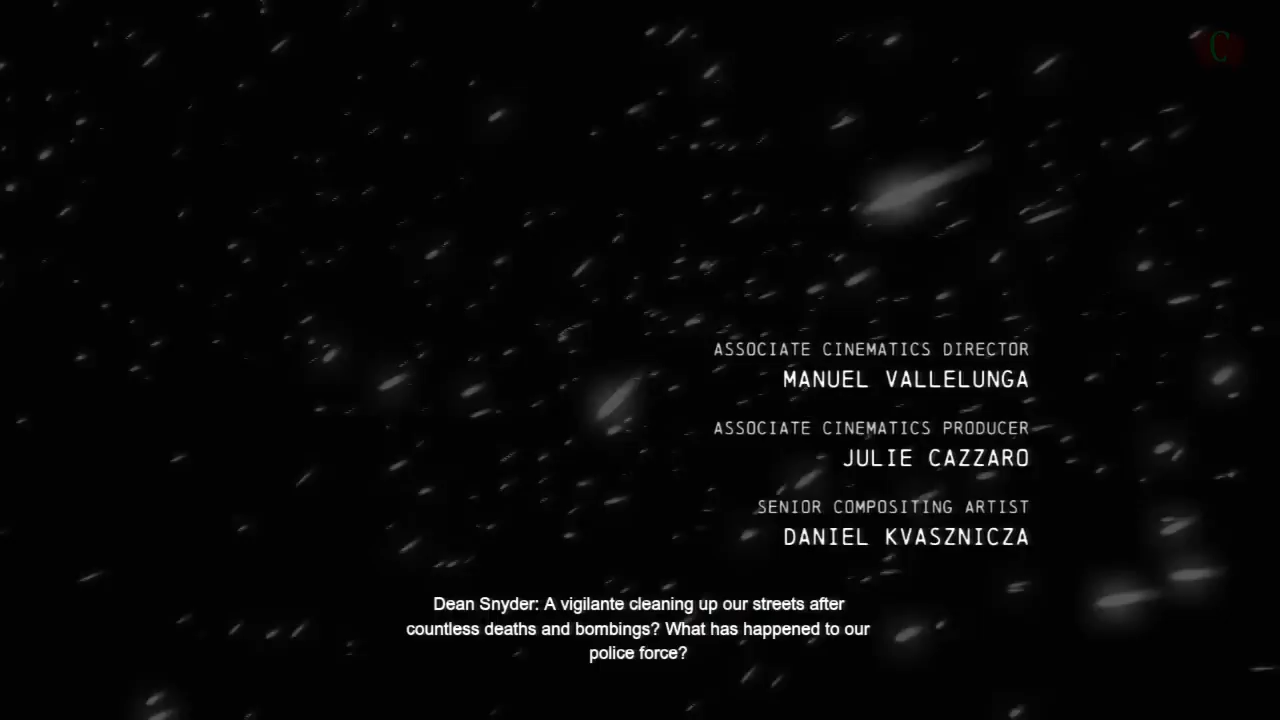 C
ASSOCIATE CINEMATICS DIRECTOR
MANUEL VALLELUNGA
ASSOCIATE CINEMATICS PRODUCER
JULIE CAZZARO
SENIOR COMPOSITING ARTIST
DANIEL KVASZNICZA
Dean Snyder: A vigilante cleaning up our streets after
countless deaths and bombings? What has happened to our
police force?